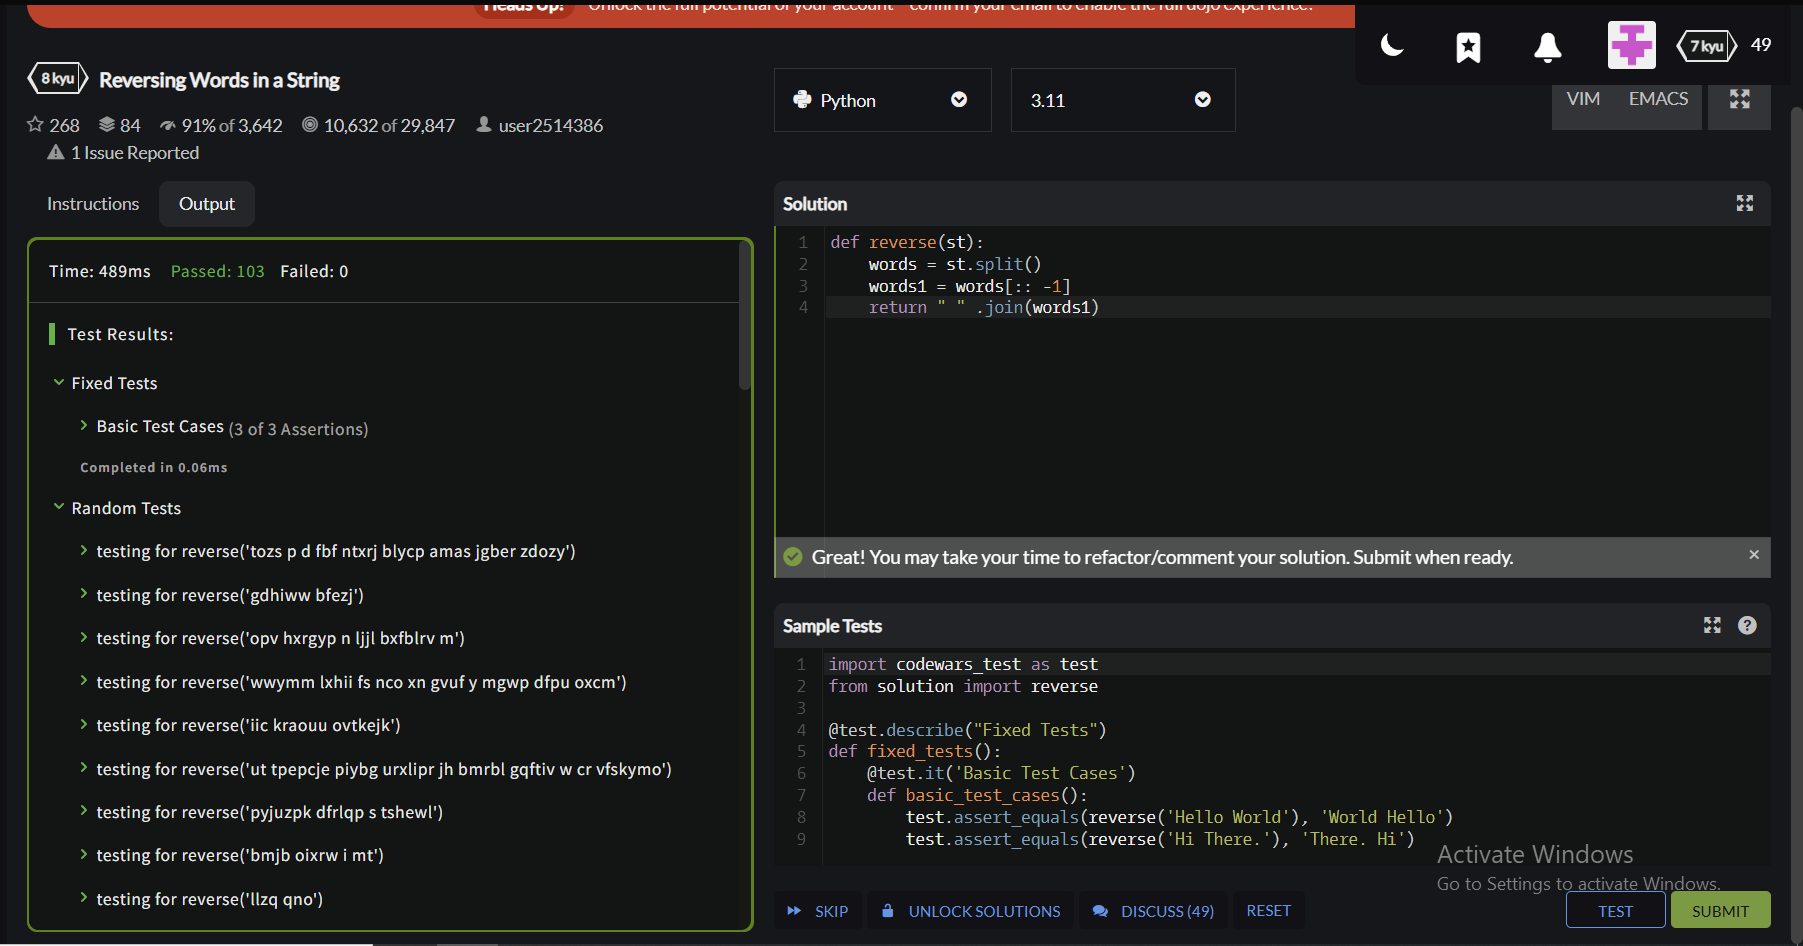 Heads Up! Unlock the full potential of your account – confirm your email to enable the full dojo experience!
7 kyu 49
8 kyu Reversing Words in a String
268 84 91% of 3,642 10,632 of 29,847 user2514386
1 Issue Reported
Python 3.11 VIM EMACS
Instructions Output
Time: 489ms Passed: 103 Failed: 0
Test Results:
Fixed Tests
Basic Test Cases (3 of 3 Assertions)
Completed in 0.06ms
Random Tests
testing for reverse('tozs p d fbf ntxrj blycp amas jgber zdozy')
testing for reverse('gdhiww bfezj')
testing for reverse('opv hxrgyp n ljjl bxfblrv m')
testing for reverse('wwymm lxhii fs nco xn gvuf y mgwp dfpu oxcm')
testing for reverse('iic kraouu ovtkejk')
testing for reverse('ut tpepcje piybg urxlipr jh bmrbl gqftiv w cr vfskymo')
testing for reverse('pyjuzpk dfrlqp s tshewl')
testing for reverse('bmjb oixrw i mt')
testing for reverse('llzq qno')
Solution
1 def reverse(st):
2     words = st.split()
3     words1 = words[:: -1]
4     return " " .join(words1)
Great! You may take your time to refactor/comment your solution. Submit when ready. ×
Sample Tests ?
1 import codewars_test as test
2 from solution import reverse
3
4 @test.describe("Fixed Tests")
5 def fixed_tests():
6     @test.it('Basic Test Cases')
7     def basic_test_cases():
8         test.assert_equals(reverse('Hello World'), 'World Hello')
9         test.assert_equals(reverse('Hi There.'), 'There. Hi')
Activate Windows
Go to Settings to activate Windows.
SKIP UNLOCK SOLUTIONS DISCUSS (49) RESET TEST SUBMIT